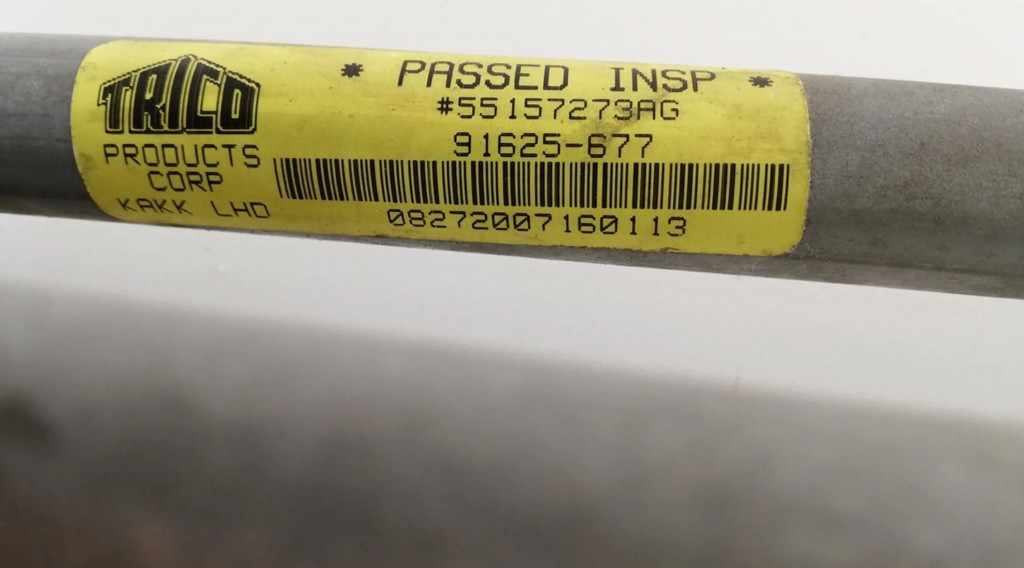 TRICO
PRODUCTS
CORP
KAKK LHD
* PASSED INSP *
#55157273AG
91625-677
08272007160113